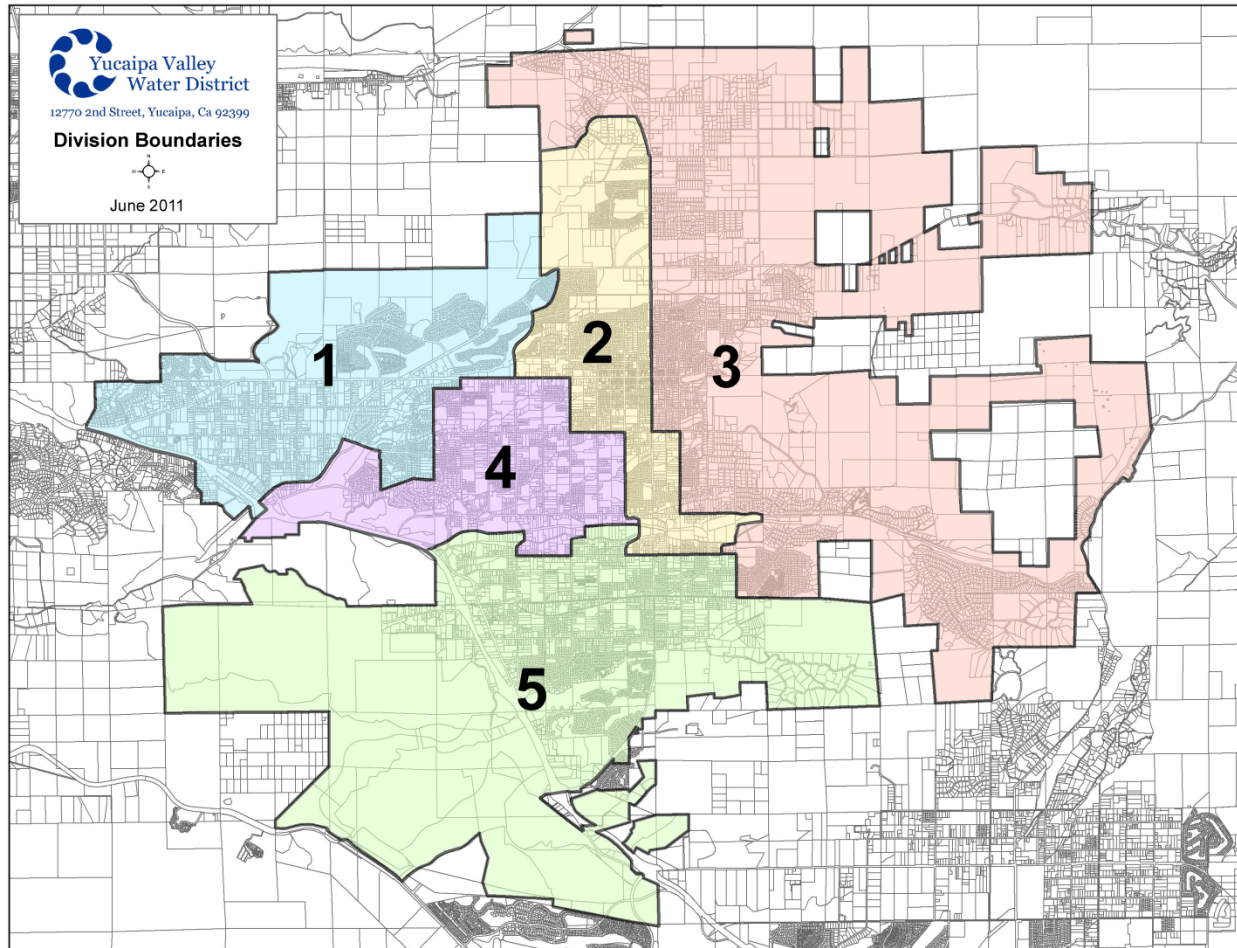 Yucaipa Valley
Water District
12770 2nd Street, Yucaipa, Ca 92399
Division Boundaries
N
W E
S
June 2011
1
2
3
4
5